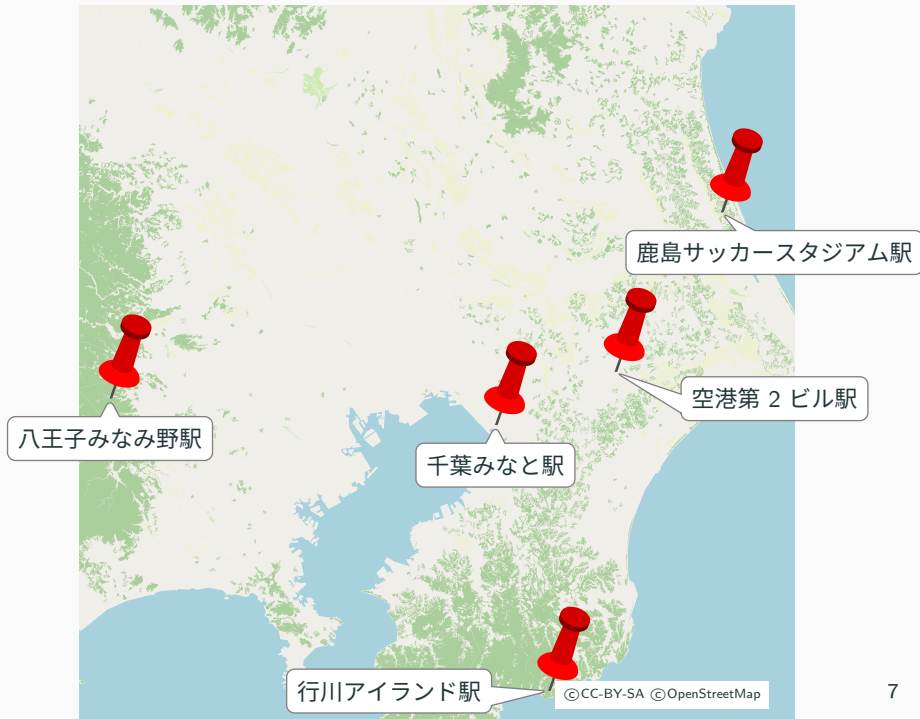 鹿島サッカースタジアム駅
空港第 2 ビル駅
八王子みなみ野駅
千葉みなと駅
行川アイランド駅
©CC-BY-SA ©OpenStreetMap
7